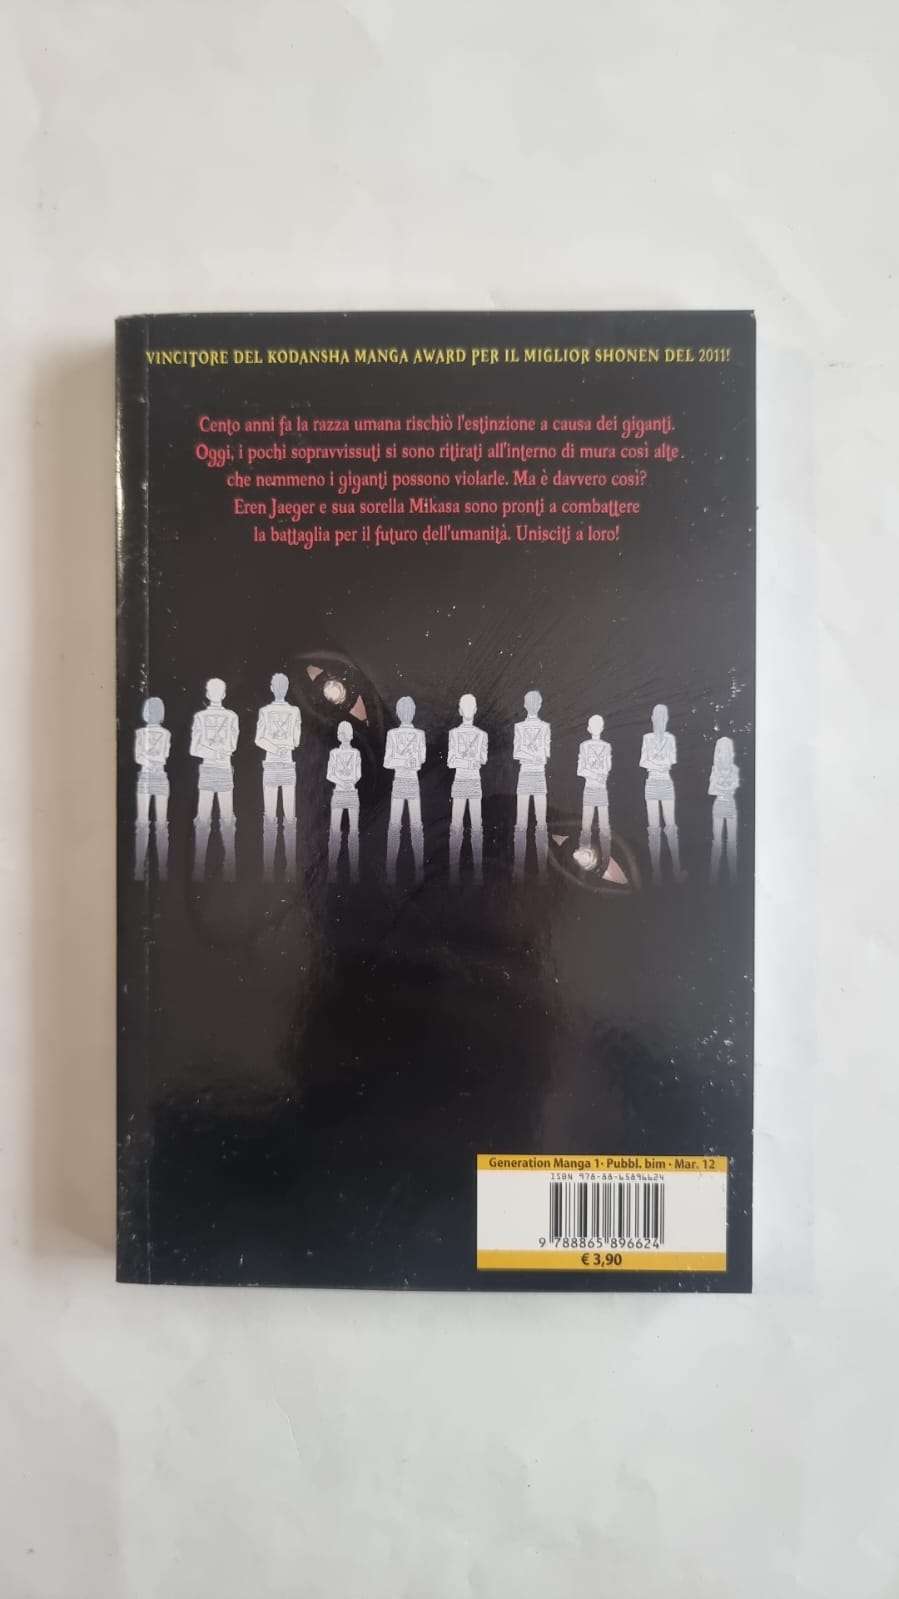 VINCITORE DEL KODANSHA MANGA AWARD PER IL MIGLIOR SHONEN DEL 2011!
Cento anni fa la razza umana rischiò l'estinzione a causa dei giganti.
Oggi, i pochi sopravvissuti si sono ritirati all'interno di mura così alte
che nemmeno i giganti possono violarle. Ma è davvero così?
Eren Jaeger e sua sorella Mikasa sono pronti a combattere
la battaglia per il futuro dell'umanità. Unisciti a loro!
Generation Manga 1 · Pubbl. bim · Mar. 12
ISBN 978-88-65896624
9 788865 896624
€ 3,90